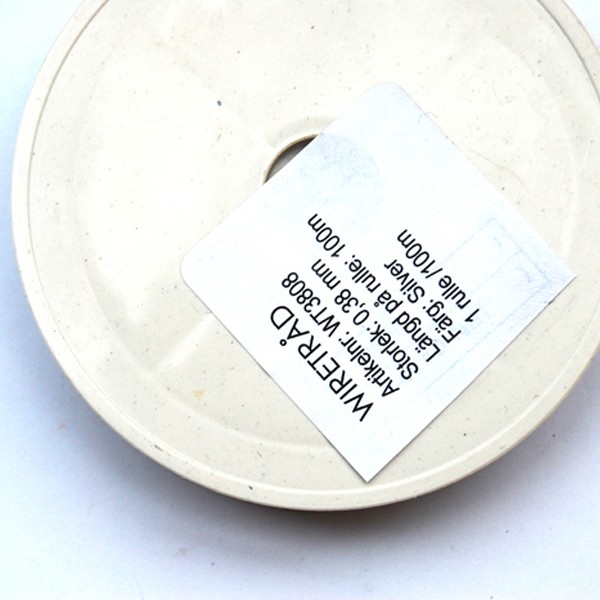 WIRETRÅD
Artikelnr: WT3808
Storlek: 0,38 mm
Längd på rulle: 100m
Färg: Silver
1 rulle /100m